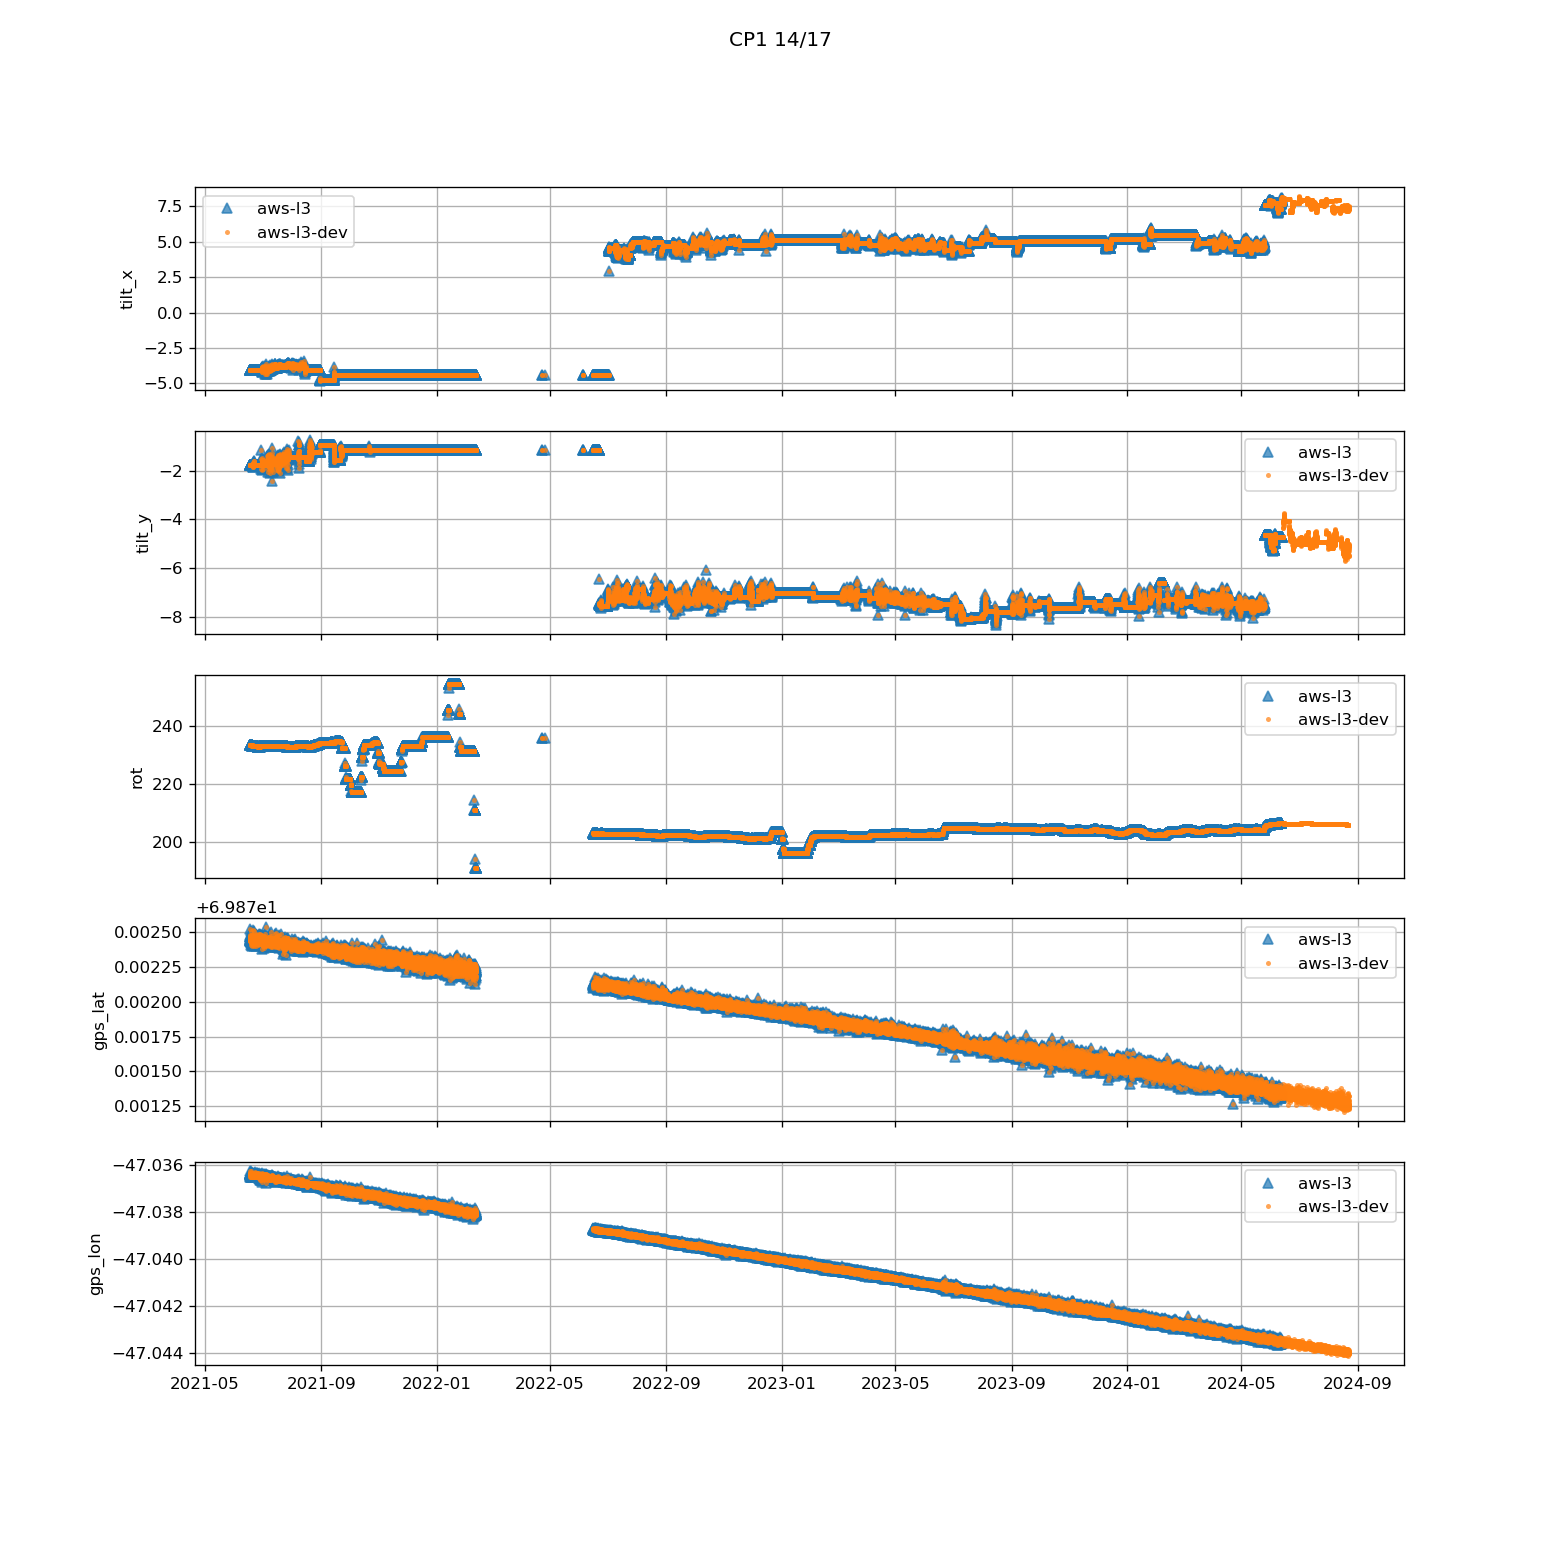 CP1 14/17
7.5
5.0
2.5
0.0
−2.5
−5.0
tilt_x
aws-l3
aws-l3-dev
−2
−4
−6
−8
tilt_y
aws-l3
aws-l3-dev
240
220
200
rot
aws-l3
aws-l3-dev
+6.987e1
0.00250
0.00225
0.00200
0.00175
0.00150
0.00125
gps_lat
aws-l3
aws-l3-dev
−47.036
−47.038
−47.040
−47.042
−47.044
gps_lon
aws-l3
aws-l3-dev
2021-05 2021-09 2022-01 2022-05 2022-09 2023-01 2023-05 2023-09 2024-01 2024-05 2024-09